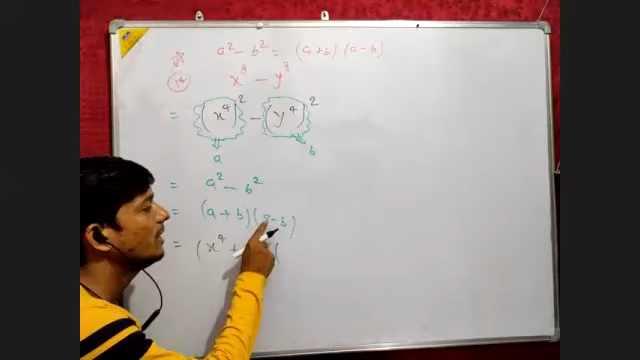 a² - b² = (a+b) (a-b)
14 x⁸ - y⁸
= (x⁴)² - (y⁴)²
a b
= a² - b²
= (a+b) (a-b)
= (x⁴ + (